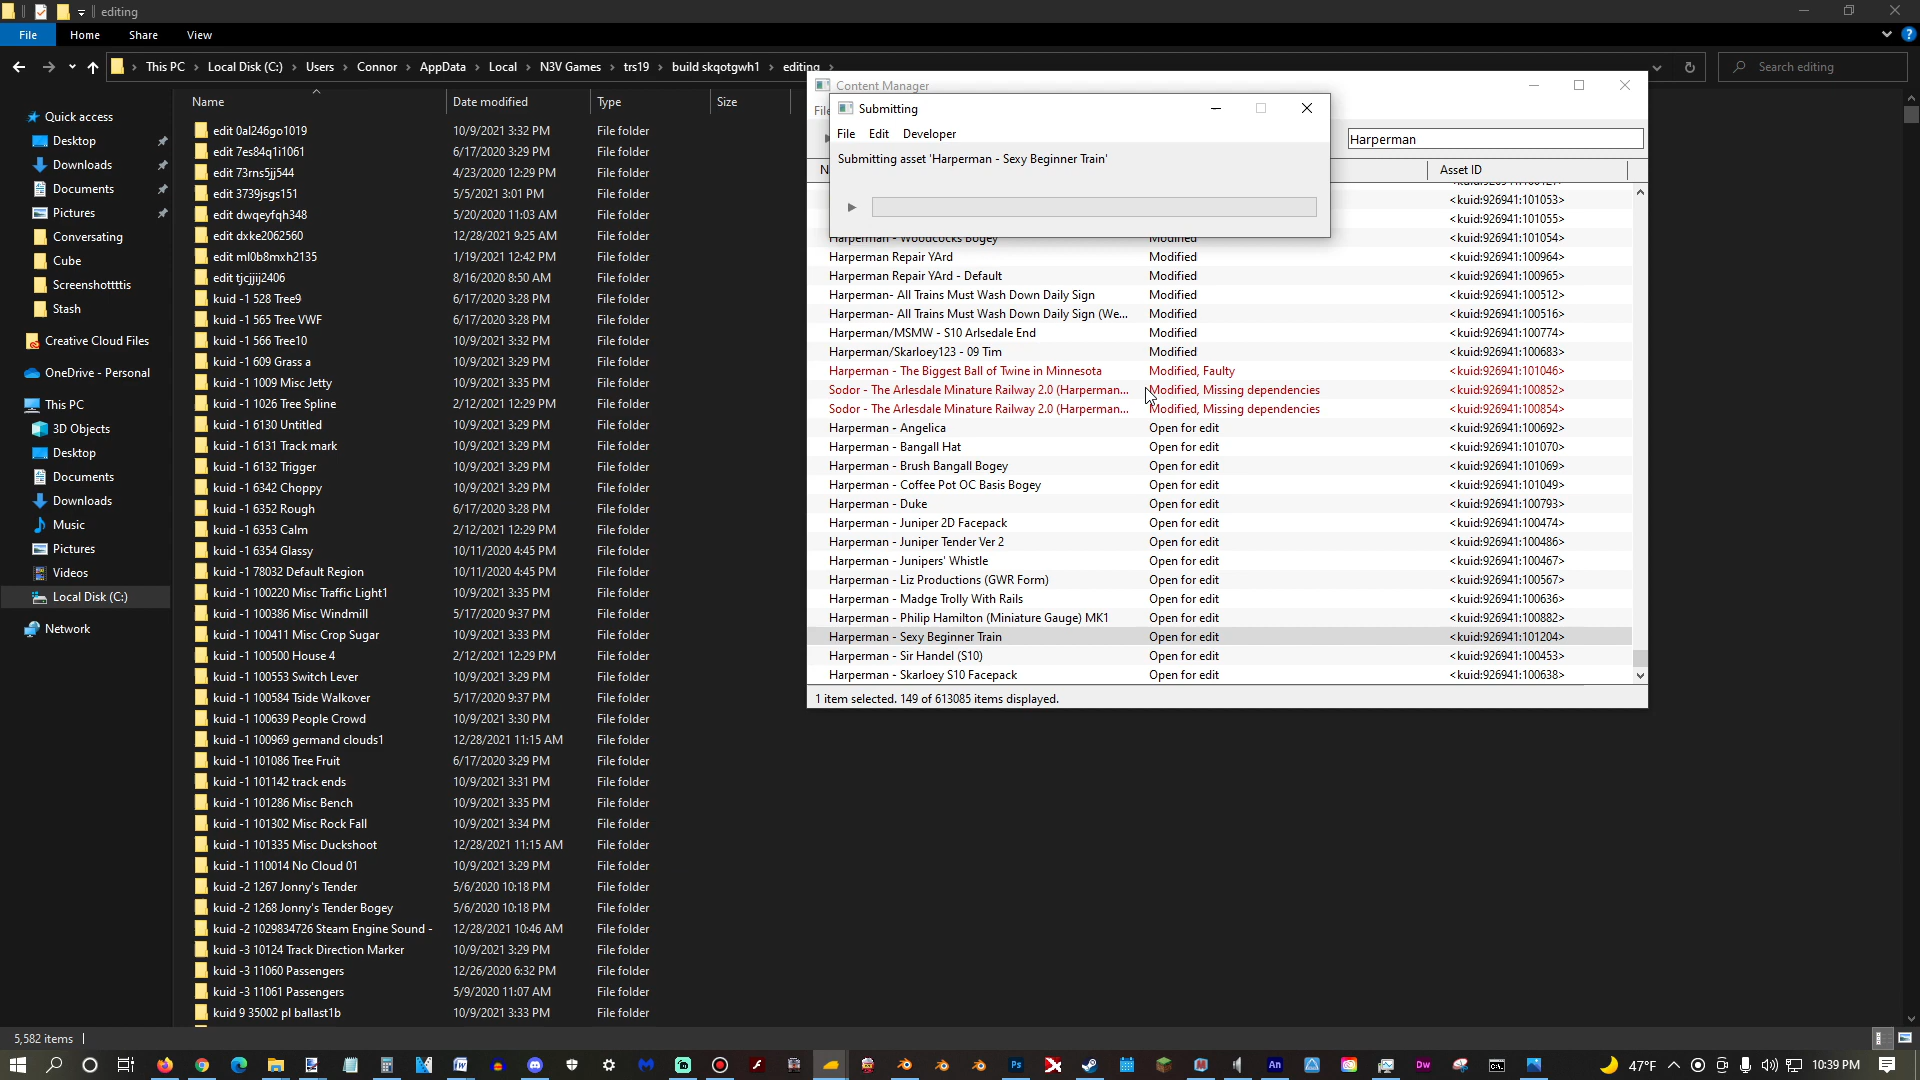 editing
File
Home
Share
View
This PC
Local Disk (C:)
Users
Connor
AppData
Local
N3V Games
trs19
build skqotgwh1
editing
Search editing
Quick access
Desktop
Downloads
Documents
Pictures
Conversating
Cube
Screenshottttis
Stash
Creative Cloud Files
OneDrive - Personal
This PC
3D Objects
Desktop
Documents
Downloads
Music
Pictures
Videos
Local Disk (C:)
Network
Name Date modified Type Size
edit 0al246go1019 10/9/2021 3:32 PM File folder
edit 7es84q1i1061 6/17/2020 3:29 PM File folder
edit 73rns5jj544 4/23/2020 12:29 PM File folder
edit 3739jsgs151 5/5/2021 3:01 PM File folder
edit dwqeyfqh348 5/20/2020 11:03 AM File folder
edit dxke2062560 12/28/2021 9:25 AM File folder
edit ml0b8mxh2135 1/19/2021 12:42 PM File folder
edit tjcjjij2406 8/16/2020 8:50 AM File folder
kuid -1 528 Tree9 6/17/2020 3:28 PM File folder
kuid -1 565 Tree VWF 6/17/2020 3:28 PM File folder
kuid -1 566 Tree10 10/9/2021 3:32 PM File folder
kuid -1 609 Grass a 10/9/2021 3:29 PM File folder
kuid -1 1009 Misc Jetty 10/9/2021 3:35 PM File folder
kuid -1 1026 Tree Spline 2/12/2021 12:29 PM File folder
kuid -1 6130 Untitled 10/9/2021 3:29 PM File folder
kuid -1 6131 Track mark 10/9/2021 3:29 PM File folder
kuid -1 6132 Trigger 10/9/2021 3:29 PM File folder
kuid -1 6342 Choppy 10/9/2021 3:29 PM File folder
kuid -1 6352 Rough 6/17/2020 3:28 PM File folder
kuid -1 6353 Calm 2/12/2021 12:29 PM File folder
kuid -1 6354 Glassy 10/11/2020 4:45 PM File folder
kuid -1 78032 Default Region 10/11/2020 4:45 PM File folder
kuid -1 100220 Misc Traffic Light1 10/9/2021 3:35 PM File folder
kuid -1 100386 Misc Windmill 5/17/2020 9:37 PM File folder
kuid -1 100411 Misc Crop Sugar 10/9/2021 3:33 PM File folder
kuid -1 100500 House 4 2/12/2021 12:29 PM File folder
kuid -1 100553 Switch Lever 10/9/2021 3:29 PM File folder
kuid -1 100584 Tside Walkover 5/17/2020 9:37 PM File folder
kuid -1 100639 People Crowd 10/9/2021 3:30 PM File folder
kuid -1 100969 germand clouds1 12/28/2021 11:15 AM File folder
kuid -1 101086 Tree Fruit 6/17/2020 3:29 PM File folder
kuid -1 101142 track ends 10/9/2021 3:31 PM File folder
kuid -1 101286 Misc Bench 10/9/2021 3:35 PM File folder
kuid -1 101302 Misc Rock Fall 10/9/2021 3:34 PM File folder
kuid -1 101335 Misc Duckshoot 12/28/2021 11:15 AM File folder
kuid -1 110014 No Cloud 01 10/9/2021 3:29 PM File folder
kuid -2 1267 Jonny's Tender 5/6/2020 10:18 PM File folder
kuid -2 1268 Jonny's Tender Bogey 5/6/2020 10:18 PM File folder
kuid -2 1029834726 Steam Engine Sound - 12/28/2021 10:46 AM File folder
kuid -3 10124 Track Direction Marker 10/9/2021 3:29 PM File folder
kuid -3 11060 Passengers 12/26/2020 6:32 PM File folder
kuid -3 11061 Passengers 5/9/2020 11:07 AM File folder
kuid 9 35002 pl ballast1b 10/9/2021 3:33 PM File folder
5,582 items
Content Manager
File
Submitting
File Edit Developer
Submitting asset 'Harperman - Sexy Beginner Train'
Harperman
N
Asset ID
<kuid:926941:101053>
<kuid:926941:101055>
Harperman - Woodcocks Bogey Modified <kuid:926941:101054>
Harperman Repair YArd Modified <kuid:926941:100964>
Harperman Repair YArd - Default Modified <kuid:926941:100965>
Harperman- All Trains Must Wash Down Daily Sign Modified <kuid:926941:100512>
Harperman- All Trains Must Wash Down Daily Sign (We... Modified <kuid:926941:100516>
Harperman/MSMW - S10 Arlsedale End Modified <kuid:926941:100774>
Harperman/Skarloey123 - 09 Tim Modified <kuid:926941:100683>
Harperman - The Biggest Ball of Twine in Minnesota Modified, Faulty <kuid:926941:101046>
Sodor - The Arlesdale Minature Railway 2.0 (Harperman... Modified, Missing dependencies <kuid:926941:100852>
Sodor - The Arlesdale Minature Railway 2.0 (Harperman... Modified, Missing dependencies <kuid:926941:100854>
Harperman - Angelica Open for edit <kuid:926941:100692>
Harperman - Bangall Hat Open for edit <kuid:926941:101070>
Harperman - Brush Bangall Bogey Open for edit <kuid:926941:101069>
Harperman - Coffee Pot OC Basis Bogey Open for edit <kuid:926941:101049>
Harperman - Duke Open for edit <kuid:926941:100793>
Harperman - Juniper 2D Facepack Open for edit <kuid:926941:100474>
Harperman - Juniper Tender Ver 2 Open for edit <kuid:926941:100486>
Harperman - Junipers' Whistle Open for edit <kuid:926941:100467>
Harperman - Liz Productions (GWR Form) Open for edit <kuid:926941:100567>
Harperman - Madge Trolly With Rails Open for edit <kuid:926941:100636>
Harperman - Philip Hamilton (Miniature Gauge) MK1 Open for edit <kuid:926941:100882>
Harperman - Sexy Beginner Train Open for edit <kuid:926941:101204>
Harperman - Sir Handel (S10) Open for edit <kuid:926941:100453>
Harperman - Skarloey S10 Facepack Open for edit <kuid:926941:100638>
1 item selected. 149 of 613085 items displayed.
47°F
10:39 PM